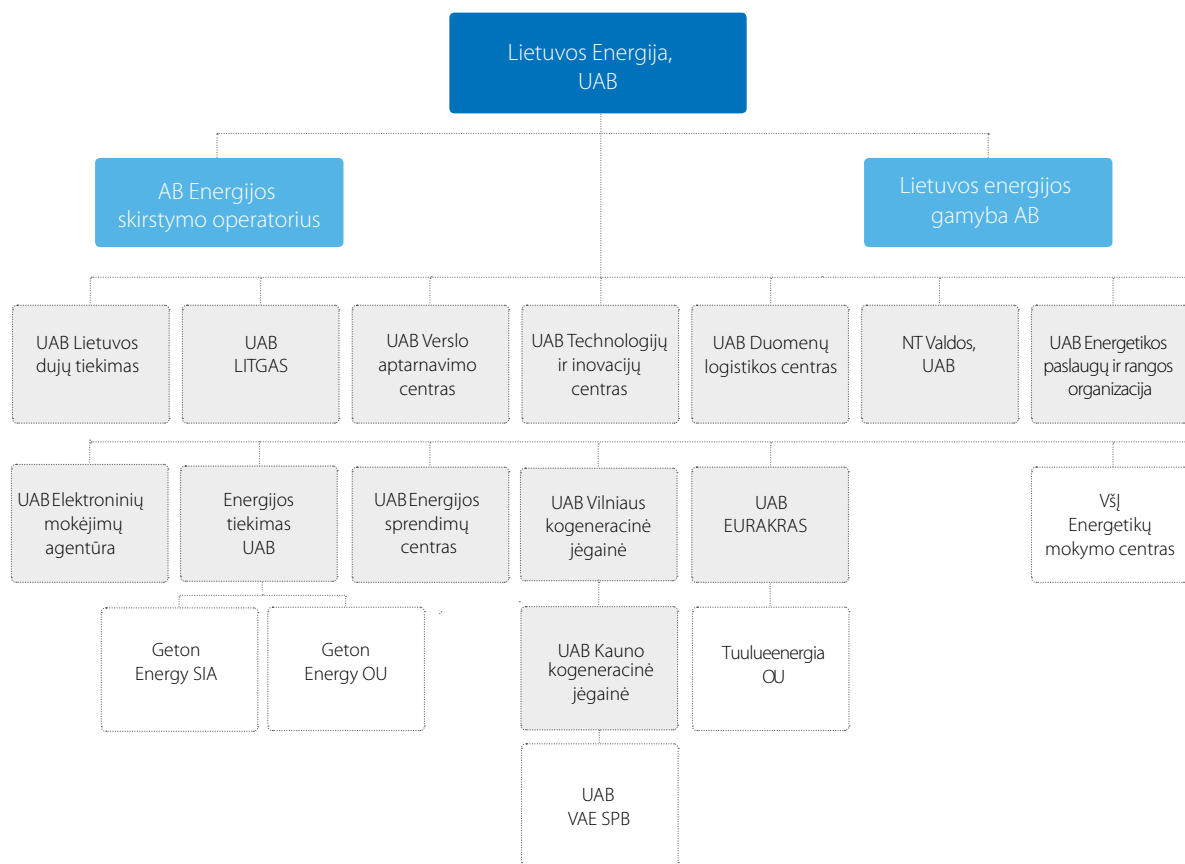 Lietuvos Energija,
UAB
AB Energijos
skirstymo operatorius
Lietuvos energijos
gamyba AB
UAB Lietuvos
dujų tiekimas
UAB
LITGAS
UAB Verslo
aptarnavimo
centras
UAB Technologijų
ir inovacijų
centras
UAB Duomenų
logistikos centras
NT Valdos,
UAB
UAB Energetikos
paslaugų ir rangos
organizacija
UAB Elektroninių
mokėjimų
agentūra
Energijos
tiekimas
UAB
UAB Energijos
sprendimų
centras
UAB Vilniaus
kogeneracinė
jėgainė
UAB
EURAKRAS
VšĮ
Energetikų
mokymo centras
Geton
Energy SIA
Geton
Energy OU
UAB Kauno
kogeneracinė
jėgainė
Tuulueenergia
OU
UAB
VAE SPB